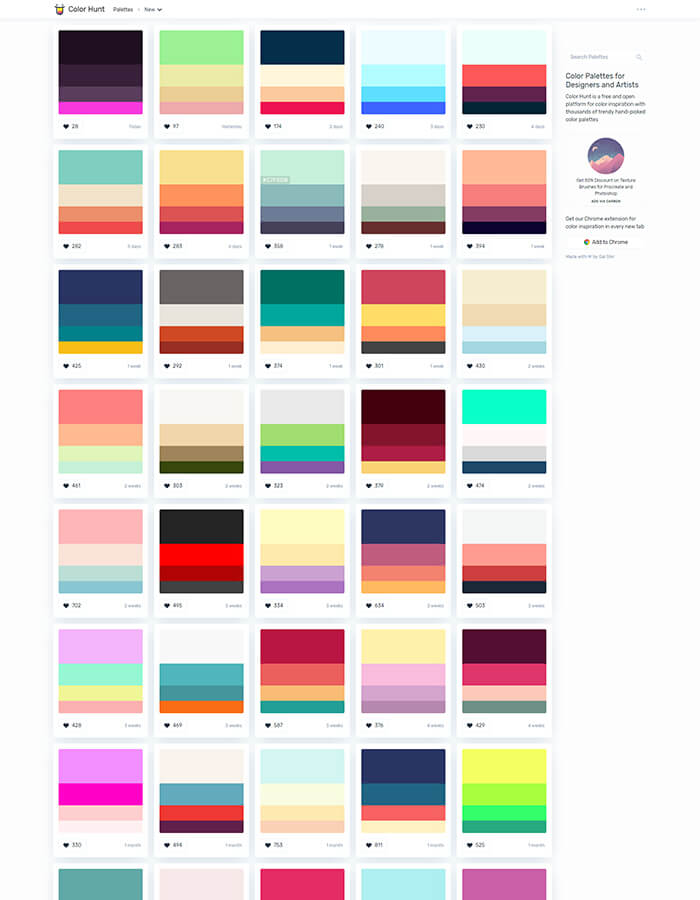 Color Hunt Palettes New
Search Palettes
Color Palettes for
Designers and Artists
Color Hunt is a free and open
platform for color inspiration with
thousands of trendy hand-picked
color palettes
Discount on Texture
Brushes for Procreate and
Photoshop
ADS VIA CARBON
Get our Chrome extension for
color inspiration in every new tab
Add to Chrome
Made with ♥ by Gal Shir
28 Today 97 Yesterday 174 2 days 240 3 days 230 4 days
282 5 days 283 6 days 358 1 week 278 1 week 394 1 week
425 1 week 292 1 week 374 1 week 301 1 week 430 2 weeks
461 2 weeks 303 2 weeks 323 2 weeks 379 2 weeks 474 2 weeks
702 2 weeks 495 3 weeks 334 3 weeks 634 3 weeks 503 3 weeks
428 3 weeks 469 3 weeks 587 3 weeks 376 4 weeks 429 4 weeks
330 1 month 494 1 month 753 1 month 811 1 month 525 1 month